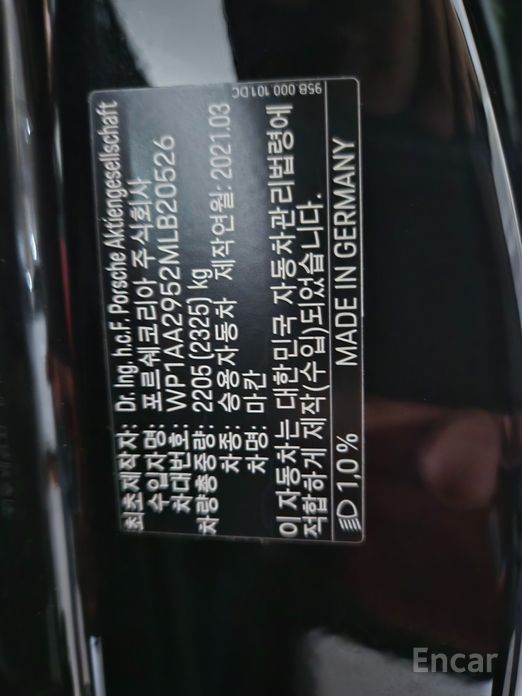 95B 000 101 DC
최초제작자: Dr. Ing. h.c.F. Porsche Aktiengesellschaft
수입자명: 포르쉐코리아 주식회사
차대번호: WP1AA2952MLB20526
차량총중량: 2205 (2325) kg
차종: 승용자동차 제작연월: 2021.03
차명: 마칸
이 자동차는 대한민국 자동차관리법령에
적합하게 제작(수입)되었습니다.
1,0% MADE IN GERMANY
Encar